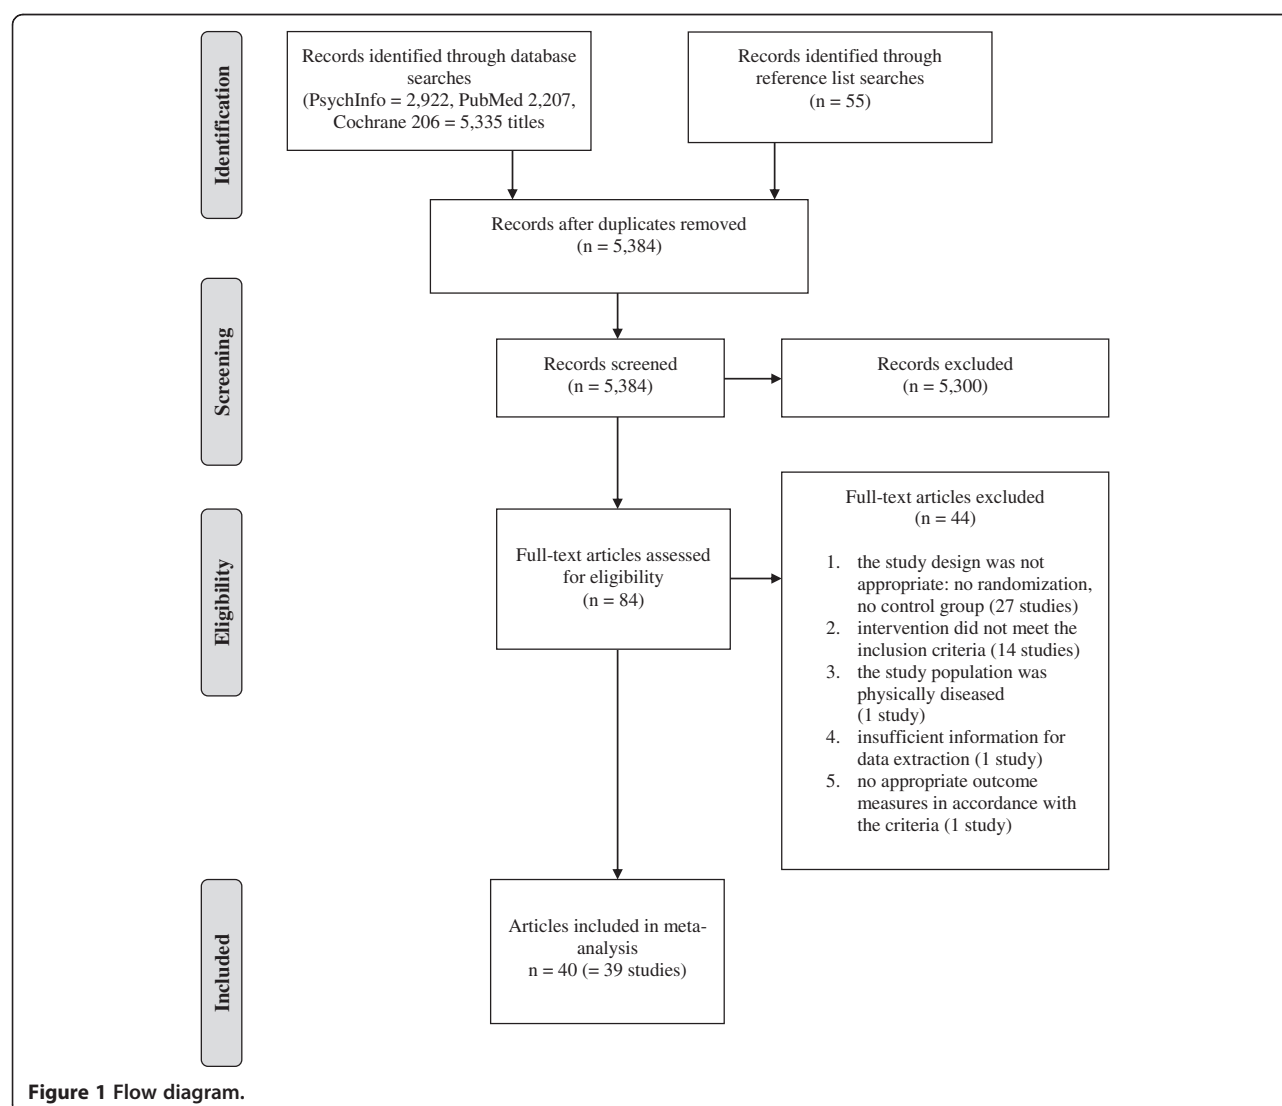 Identification
Records identified through database
searches
(PsychInfo = 2,922, PubMed 2,207,
Cochrane 206 = 5,335 titles
Records identified through
reference list searches
(n = 55)
Records after duplicates removed
(n = 5,384)
Screening
Records screened
(n = 5,384)
Records excluded
(n = 5,300)
Eligibility
Full-text articles assessed
for eligibility
(n = 84)
Full-text articles excluded
(n = 44)
1. the study design was not
appropriate: no randomization,
no control group (27 studies)
2. intervention did not meet the
inclusion criteria (14 studies)
3. the study population was
physically diseased
(1 study)
4. insufficient information for
data extraction (1 study)
5. no appropriate outcome
measures in accordance with
the criteria (1 study)
Included
Articles included in meta-
analysis
n = 40 (= 39 studies)
Figure 1 Flow diagram.